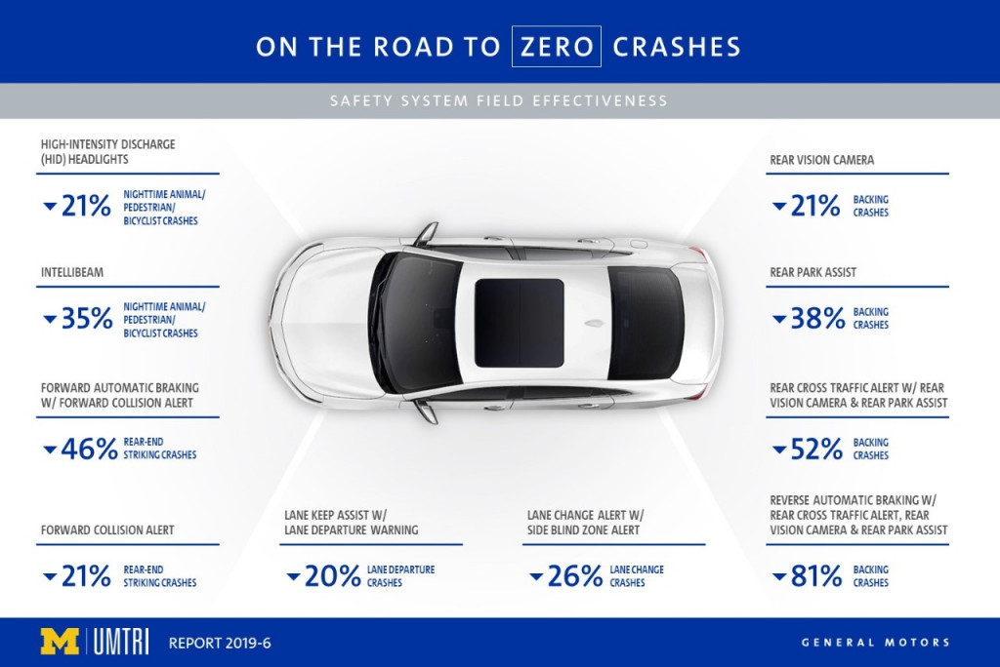 ON THE ROAD TO ZERO CRASHES
SAFETY SYSTEM FIELD EFFECTIVENESS
HIGH-INTENSITY DISCHARGE
(HID) HEADLIGHTS
21%
NIGHTTIME ANIMAL/
PEDESTRIAN/
BICYCLIST CRASHES
INTELLIBEAM
35%
NIGHTTIME ANIMAL/
PEDESTRIAN/
BICYCLIST CRASHES
FORWARD AUTOMATIC BRAKING
W/ FORWARD COLLISION ALERT
46%
REAR-END
STRIKING CRASHES
FORWARD COLLISION ALERT
21%
REAR-END
STRIKING CRASHES
LANE KEEP ASSIST W/
LANE DEPARTURE WARNING
20%
LANE DEPARTURE
CRASHES
LANE CHANGE ALERT W/
SIDE BLIND ZONE ALERT
26%
LANE CHANGE
CRASHES
REAR VISION CAMERA
21%
BACKING
CRASHES
REAR PARK ASSIST
38%
BACKING
CRASHES
REAR CROSS TRAFFIC ALERT W/ REAR
VISION CAMERA & REAR PARK ASSIST
52%
BACKING
CRASHES
REVERSE AUTOMATIC BRAKING W/
REAR CROSS TRAFFIC ALERT, REAR
VISION CAMERA & REAR PARK ASSIST
81%
BACKING
CRASHES
M UMTRI REPORT 2019-6
GENERAL MOTORS